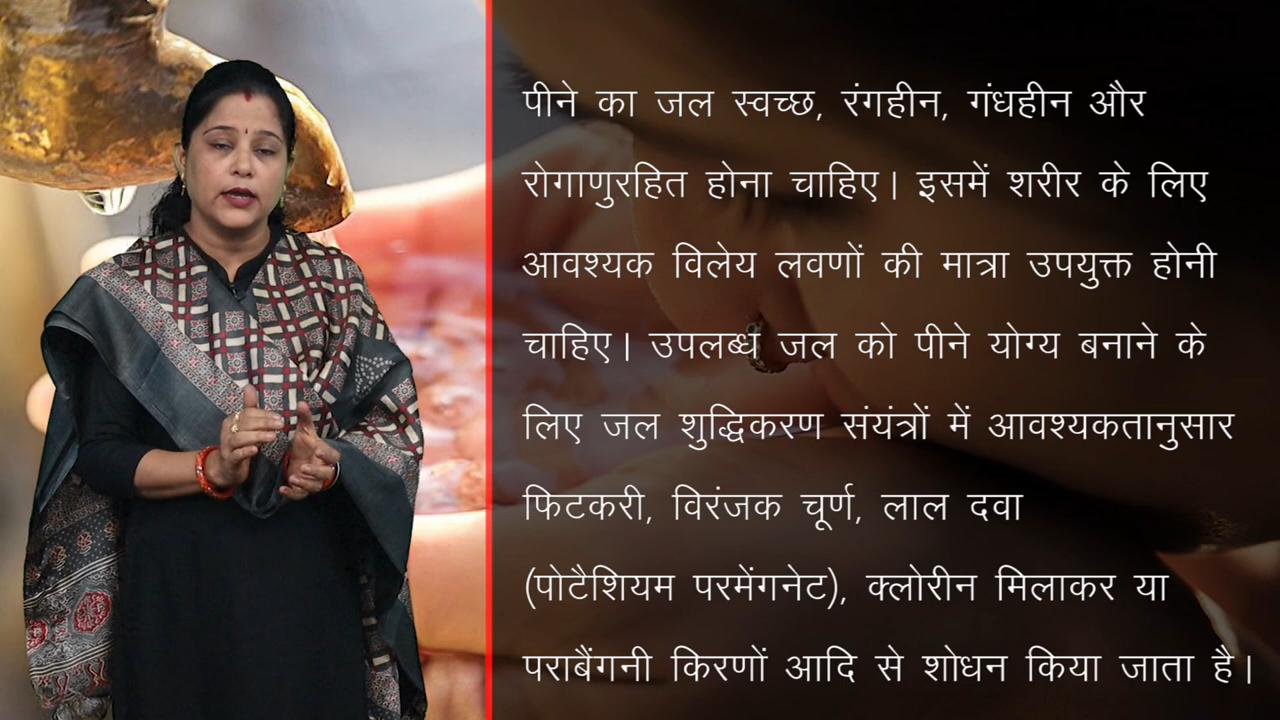 पीने का जल स्वच्छ, रंगहीन, गंधहीन और
रोगाणुरहित होना चाहिए। इसमें शरीर के लिए
आवश्यक विलेय लवणों की मात्रा उपयुक्त होनी
चाहिए। उपलब्ध जल को पीने योग्य बनाने के
लिए जल शुद्धिकरण संयंत्रों में आवश्यकतानुसार
फिटकरी, विरंजक चूर्ण, लाल दवा
(पोटैशियम परमेंगनेट), क्लोरीन मिलाकर या
पराबैंगनी किरणों आदि से शोधन किया जाता है।